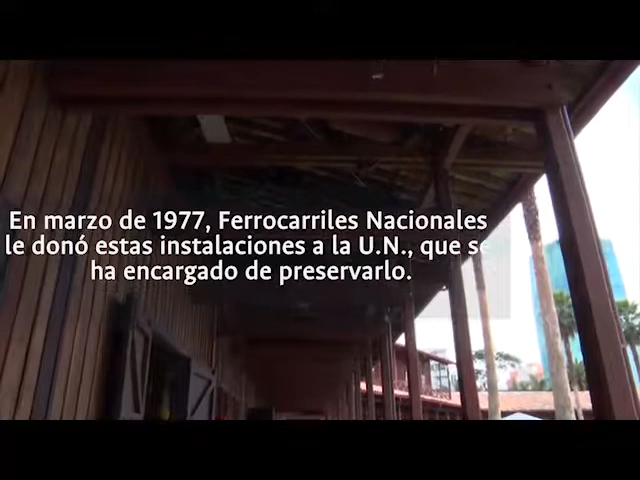 En marzo de 1977, Ferrocarriles Nacionales
le donó estas instalaciones a la U.N., que se
ha encargado de preservarlo.